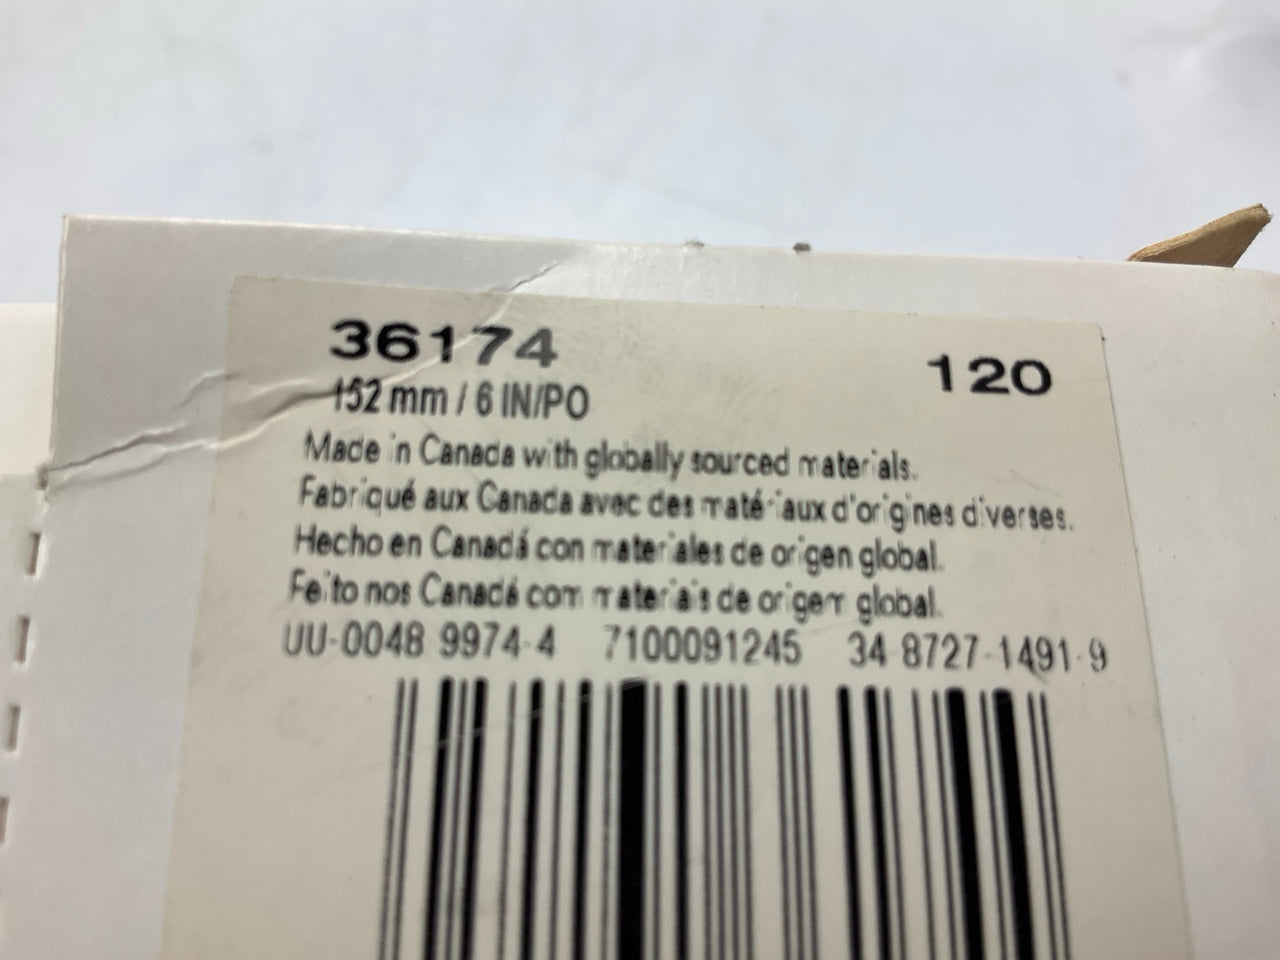 36174
120
152 mm / 6 IN/PO
Made in Canada with globally sourced materials.
Fabriqué aux Canada avec des matériaux d'origines diverses.
Hecho en Canadá con materiales de origen global.
Feito nos Canadá com materiais de origem global.
UU-0048 9974-4 7100091245 34-8727-1491-9